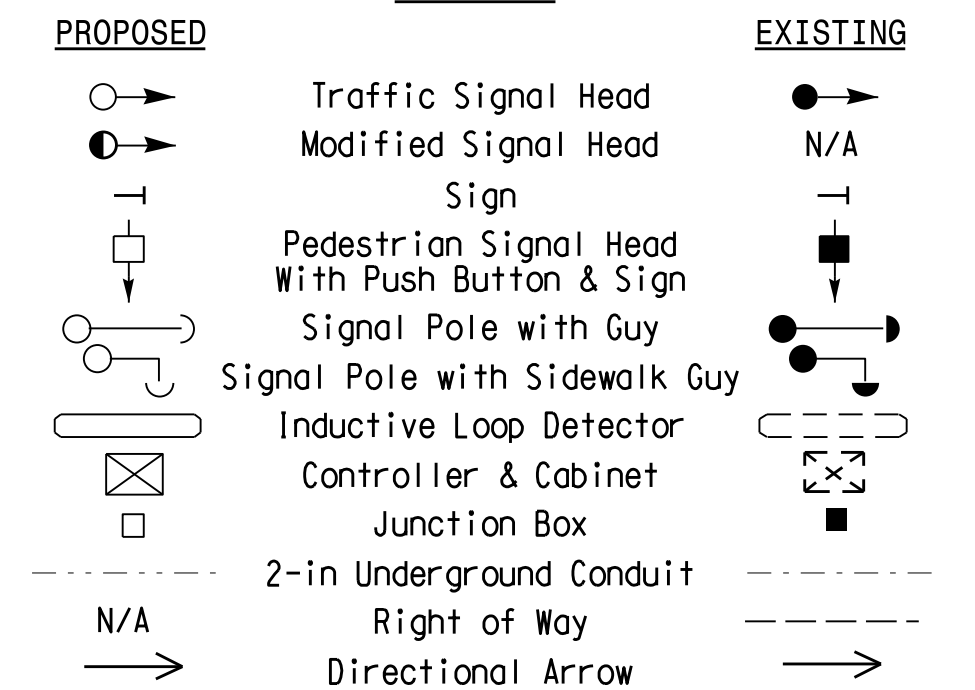 PROPOSED EXISTING
Traffic Signal Head
Modified Signal Head N/A
Sign
Pedestrian Signal Head
With Push Button & Sign
Signal Pole with Guy
Signal Pole with Sidewalk Guy
Inductive Loop Detector
Controller & Cabinet
Junction Box
2-in Underground Conduit
N/A Right of Way
Directional Arrow